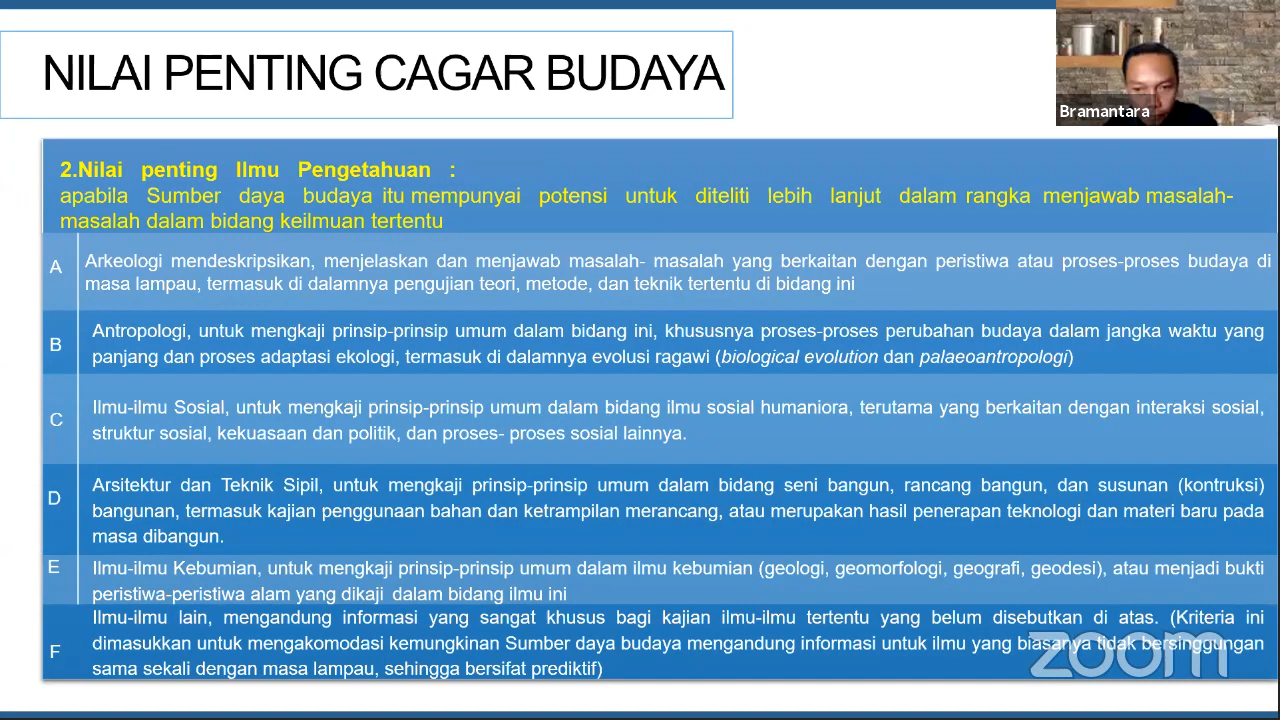 NILAI PENTING CAGAR BUDAYA
Bramantara
2.Nilai penting Ilmu Pengetahuan :
apabila Sumber daya budaya itu mempunyai potensi untuk diteliti lebih lanjut dalam rangka menjawab masalah-
masalah dalam bidang keilmuan tertentu
A
Arkeologi mendeskripsikan, menjelaskan dan menjawab masalah- masalah yang berkaitan dengan peristiwa atau proses-proses budaya di
masa lampau, termasuk di dalamnya pengujian teori, metode, dan teknik tertentu di bidang ini
B
Antropologi, untuk mengkaji prinsip-prinsip umum dalam bidang ini, khususnya proses-proses perubahan budaya dalam jangka waktu yang
panjang dan proses adaptasi ekologi, termasuk di dalamnya evolusi ragawi (biological evolution dan palaeoantropologi)
C
Ilmu-ilmu Sosial, untuk mengkaji prinsip-prinsip umum dalam bidang ilmu sosial humaniora, terutama yang berkaitan dengan interaksi sosial,
struktur sosial, kekuasaan dan politik, dan proses- proses sosial lainnya.
D
Arsitektur dan Teknik Sipil, untuk mengkaji prinsip-prinsip umum dalam bidang seni bangun, rancang bangun, dan susunan (kontruksi)
bangunan, termasuk kajian penggunaan bahan dan ketrampilan merancang, atau merupakan hasil penerapan teknologi dan materi baru pada
masa dibangun.
E
Ilmu-ilmu Kebumian, untuk mengkaji prinsip-prinsip umum dalam ilmu kebumian (geologi, geomorfologi, geografi, geodesi), atau menjadi bukti
peristiwa-peristiwa alam yang dikaji dalam bidang ilmu ini
F
Ilmu-ilmu lain, mengandung informasi yang sangat khusus bagi kajian ilmu-ilmu tertentu yang belum disebutkan di atas. (Kriteria ini
dimasukkan untuk mengakomodasi kemungkinan Sumber daya budaya mengandung informasi untuk ilmu yang biasanya tidak bersinggungan
sama sekali dengan masa lampau, sehingga bersifat prediktif)
zoom